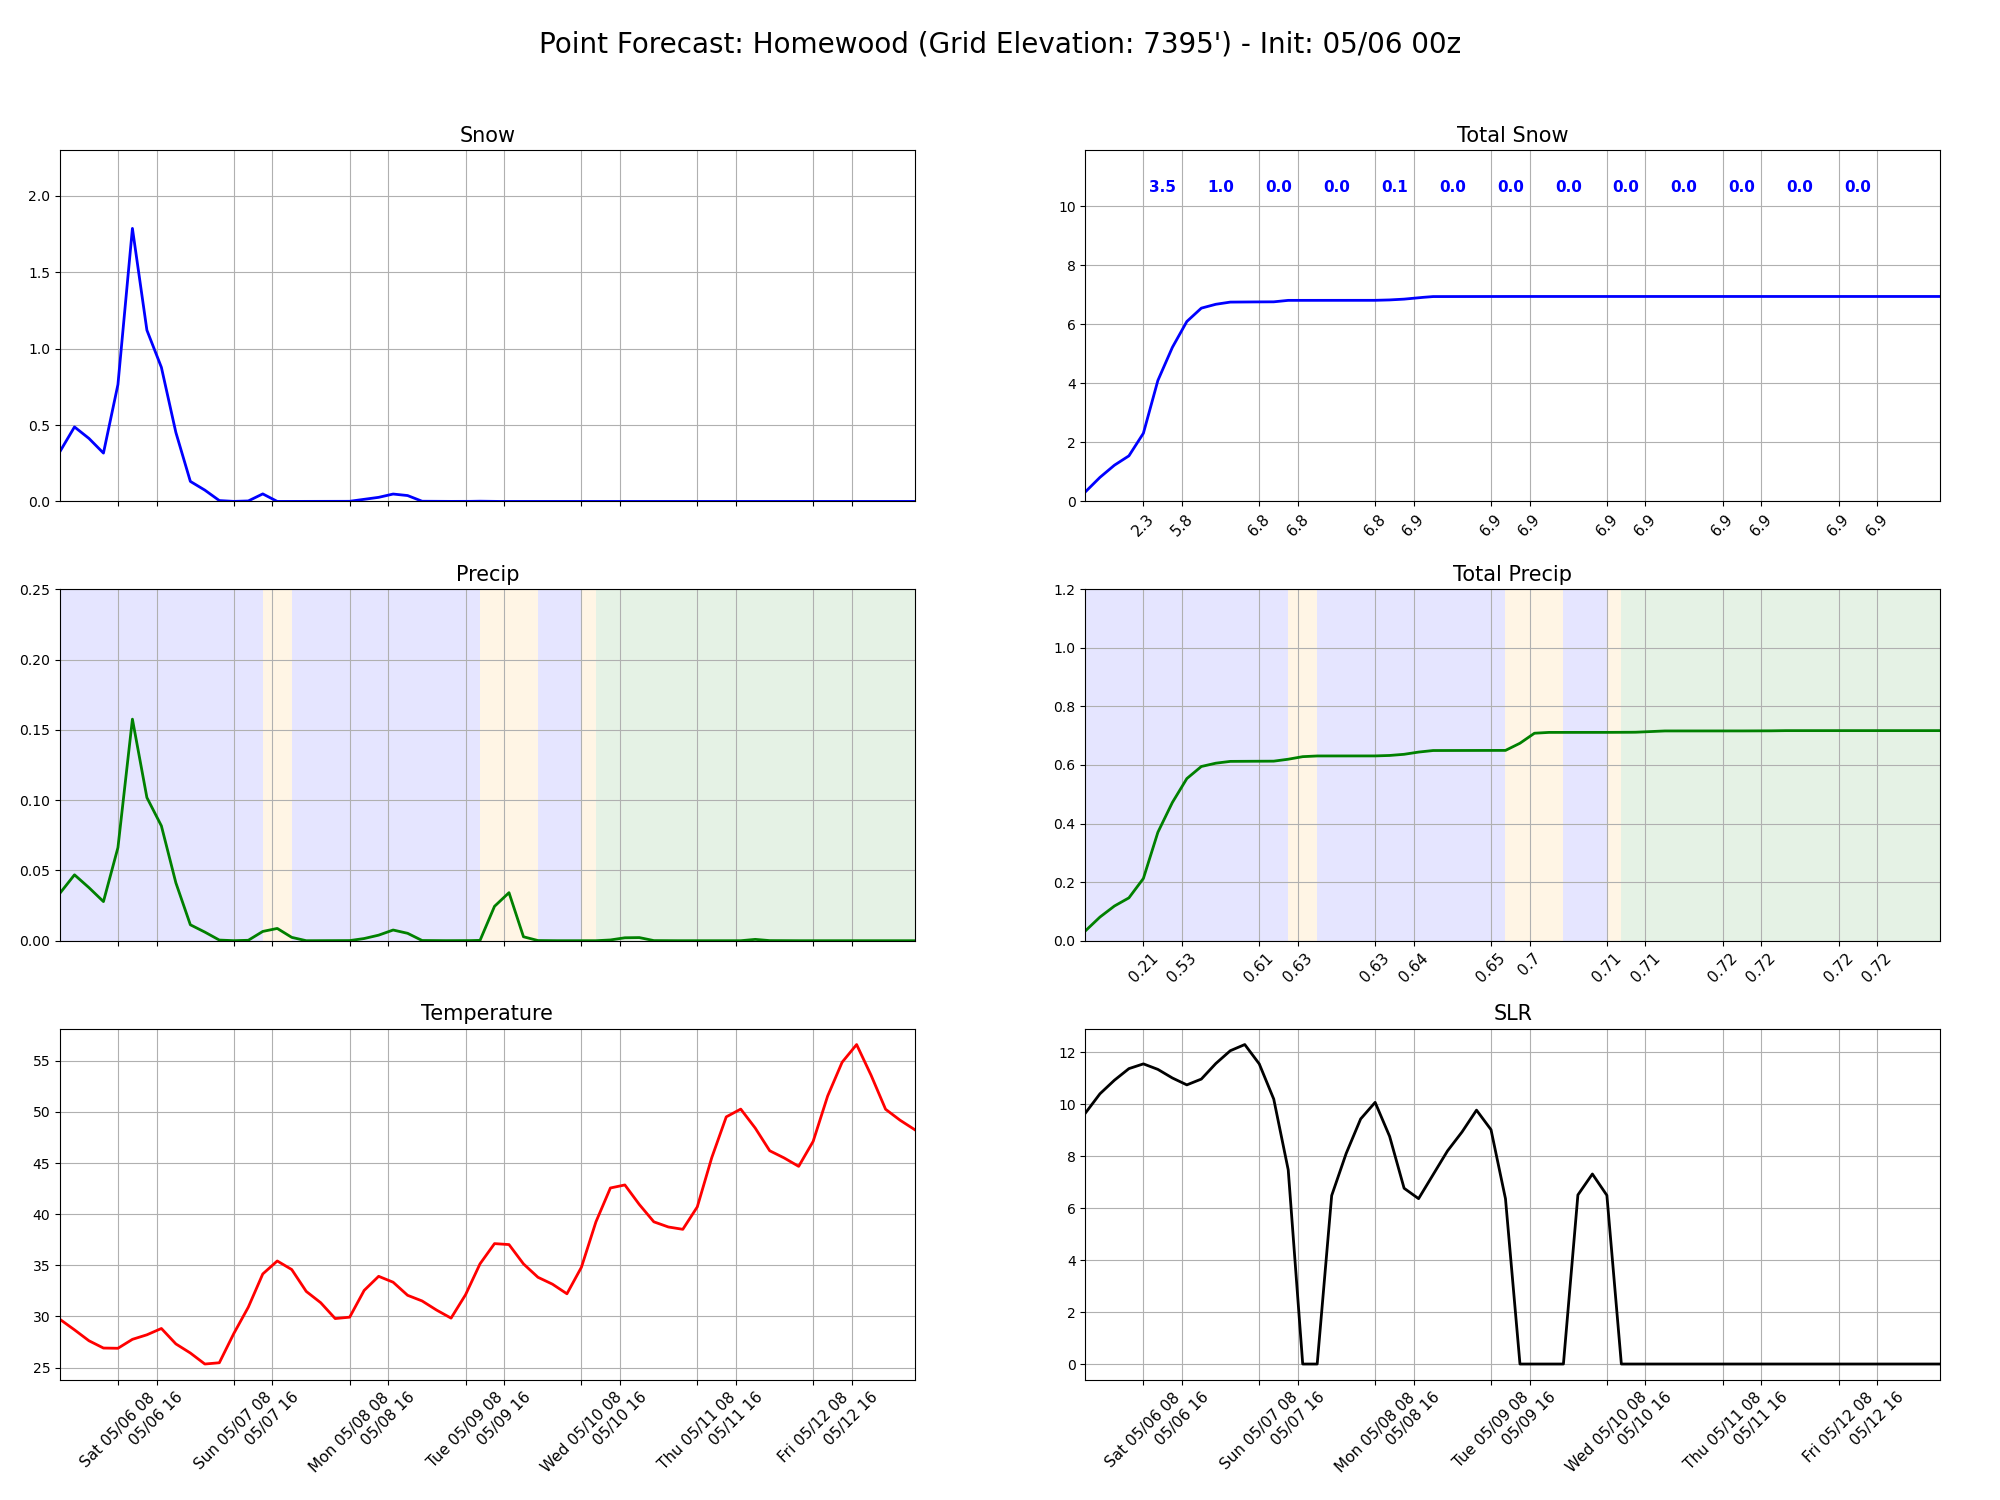 Point Forecast: Homewood (Grid Elevation: 7395') - Init: 05/06 00z
Snow
2.0
1.5
1.0
0.5
0.0
Total Snow
3.5 1.0 0.0 0.0 0.1 0.0 0.0 0.0 0.0 0.0 0.0 0.0 0.0
10
8
6
4
2
0
2.3 5.8 6.8 6.8 6.8 6.9 6.9 6.9 6.9 6.9 6.9 6.9 6.9 6.9
Precip
0.25
0.20
0.15
0.10
0.05
0.00
Total Precip
1.2
1.0
0.8
0.6
0.4
0.2
0.0
0.21 0.53 0.61 0.63 0.63 0.64 0.65 0.7 0.71 0.71 0.72 0.72 0.72 0.72
Temperature
55
50
45
40
35
30
25
Sat 05/06 08
05/06 16
Sun 05/07 08
05/07 16
Mon 05/08 08
05/08 16
Tue 05/09 08
05/09 16
Wed 05/10 08
05/10 16
Thu 05/11 08
05/11 16
Fri 05/12 08
05/12 16
SLR
12
10
8
6
4
2
0
Sat 05/06 08
05/06 16
Sun 05/07 08
05/07 16
Mon 05/08 08
05/08 16
Tue 05/09 08
05/09 16
Wed 05/10 08
05/10 16
Thu 05/11 08
05/11 16
Fri 05/12 08
05/12 16